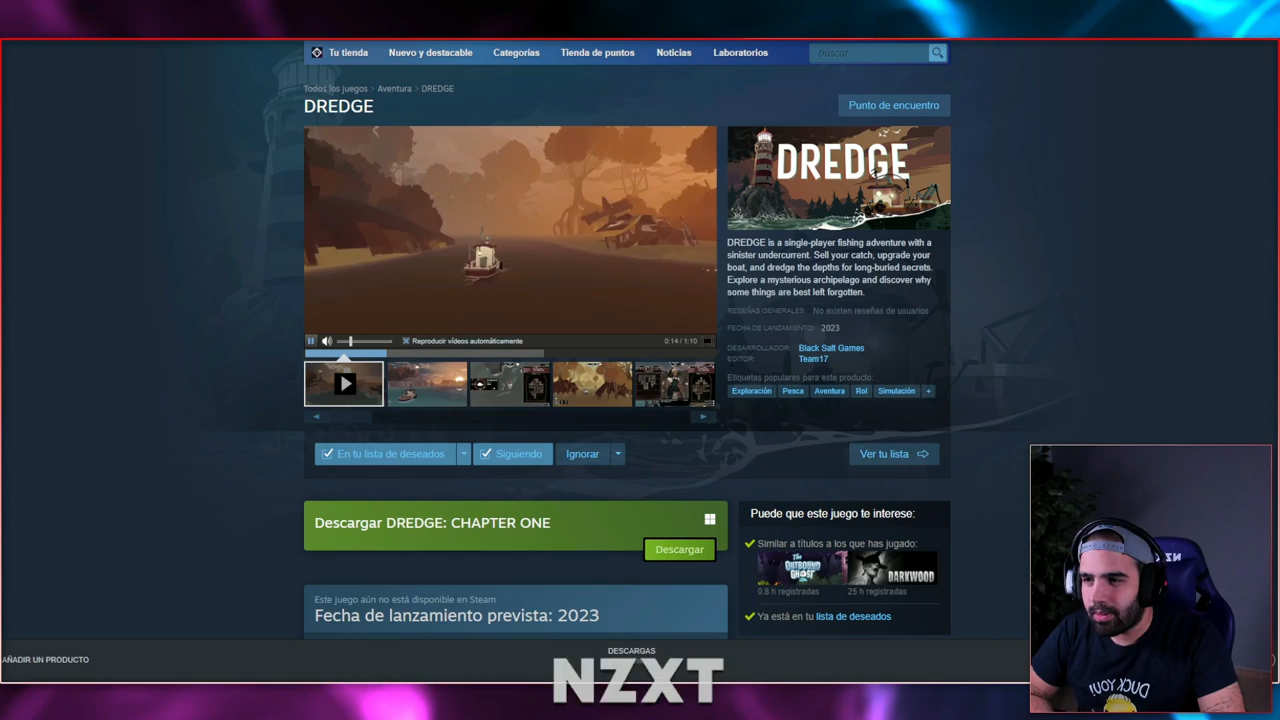 Tu tienda
Nuevo y destacable
Categorías
Tienda de puntos
Noticias
Laboratorios
buscar
Todos los juegos > Aventura > DREDGE
DREDGE
Punto de encuentro
DREDGE
DREDGE is a single-player fishing adventure with a
sinister undercurrent. Sell your catch, upgrade your
boat, and dredge the depths for long-buried secrets.
Explore a mysterious archipelago and discover why
some things are best left forgotten.
RESEÑAS GENERALES: No existen reseñas de usuarios
FECHA DE LANZAMIENTO: 2023
DESARROLLADOR: Black Salt Games
EDITOR: Team17
Etiquetas populares para este producto:
Exploración Pesca Aventura Rol Simulación +
Reproducir vídeos automáticamente
0:14 / 1:10
En tu lista de deseados
Siguiendo
Ignorar
Ver tu lista
Descargar DREDGE: CHAPTER ONE
Descargar
Este juego aún no está disponible en Steam
Fecha de lanzamiento prevista: 2023
Puede que este juego te interese:
Similar a títulos a los que has jugado:
The
OUTBOUND
GHOST
DARKWOOD
0.8 h registradas
25 h registradas
Ya está en tu lista de deseados
AÑADIR UN PRODUCTO
DESCARGAS
NZXT
DUCK YOU!